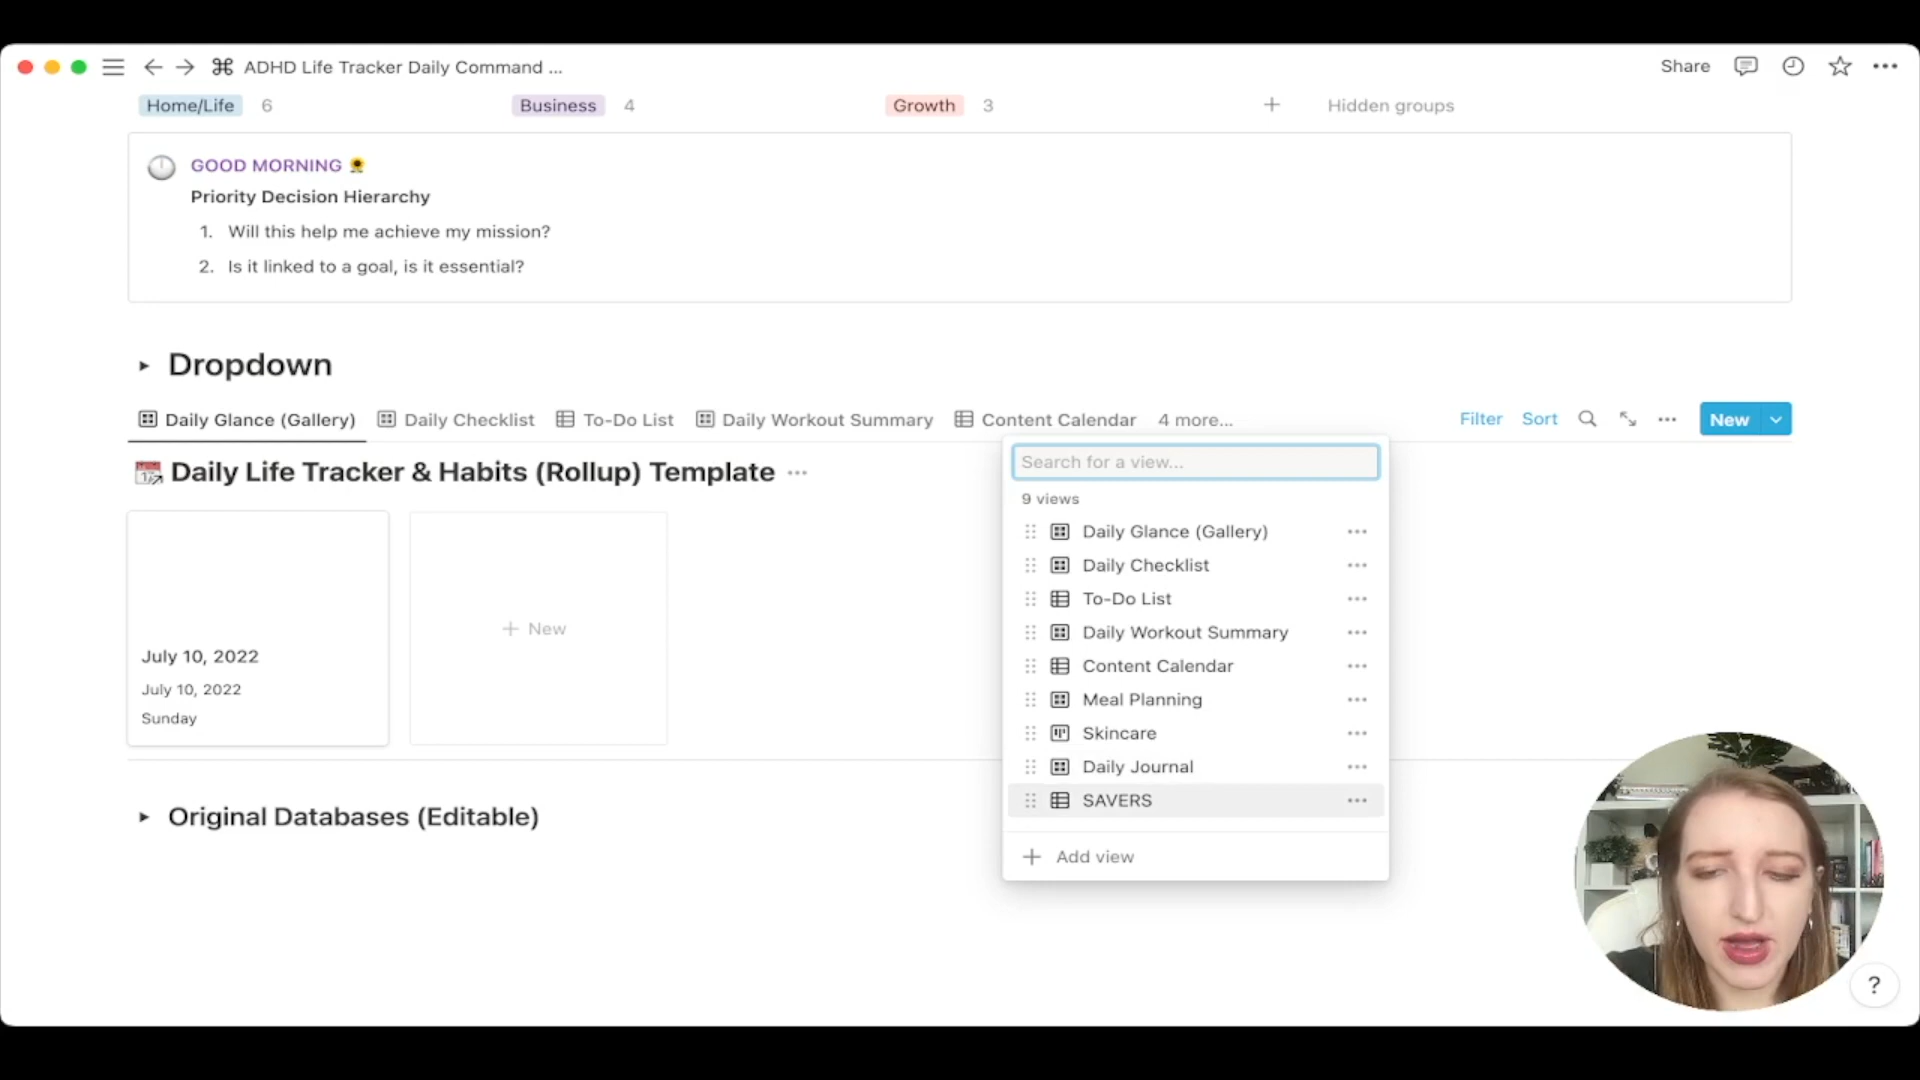 ADHD Life Tracker Daily Command ...
Share
Home/Life 6
Business 4
Growth 3
Hidden groups
GOOD MORNING 🌻
Priority Decision Hierarchy
1. Will this help me achieve my mission?
2. Is it linked to a goal, is it essential?
Dropdown
Daily Glance (Gallery)
Daily Checklist
To-Do List
Daily Workout Summary
Content Calendar
4 more...
Filter
Sort
New
Daily Life Tracker & Habits (Rollup) Template
July 10, 2022
July 10, 2022
Sunday
+ New
Search for a view...
9 views
Daily Glance (Gallery)
Daily Checklist
To-Do List
Daily Workout Summary
Content Calendar
Meal Planning
Skincare
Daily Journal
SAVERS
+ Add view
Original Databases (Editable)
?